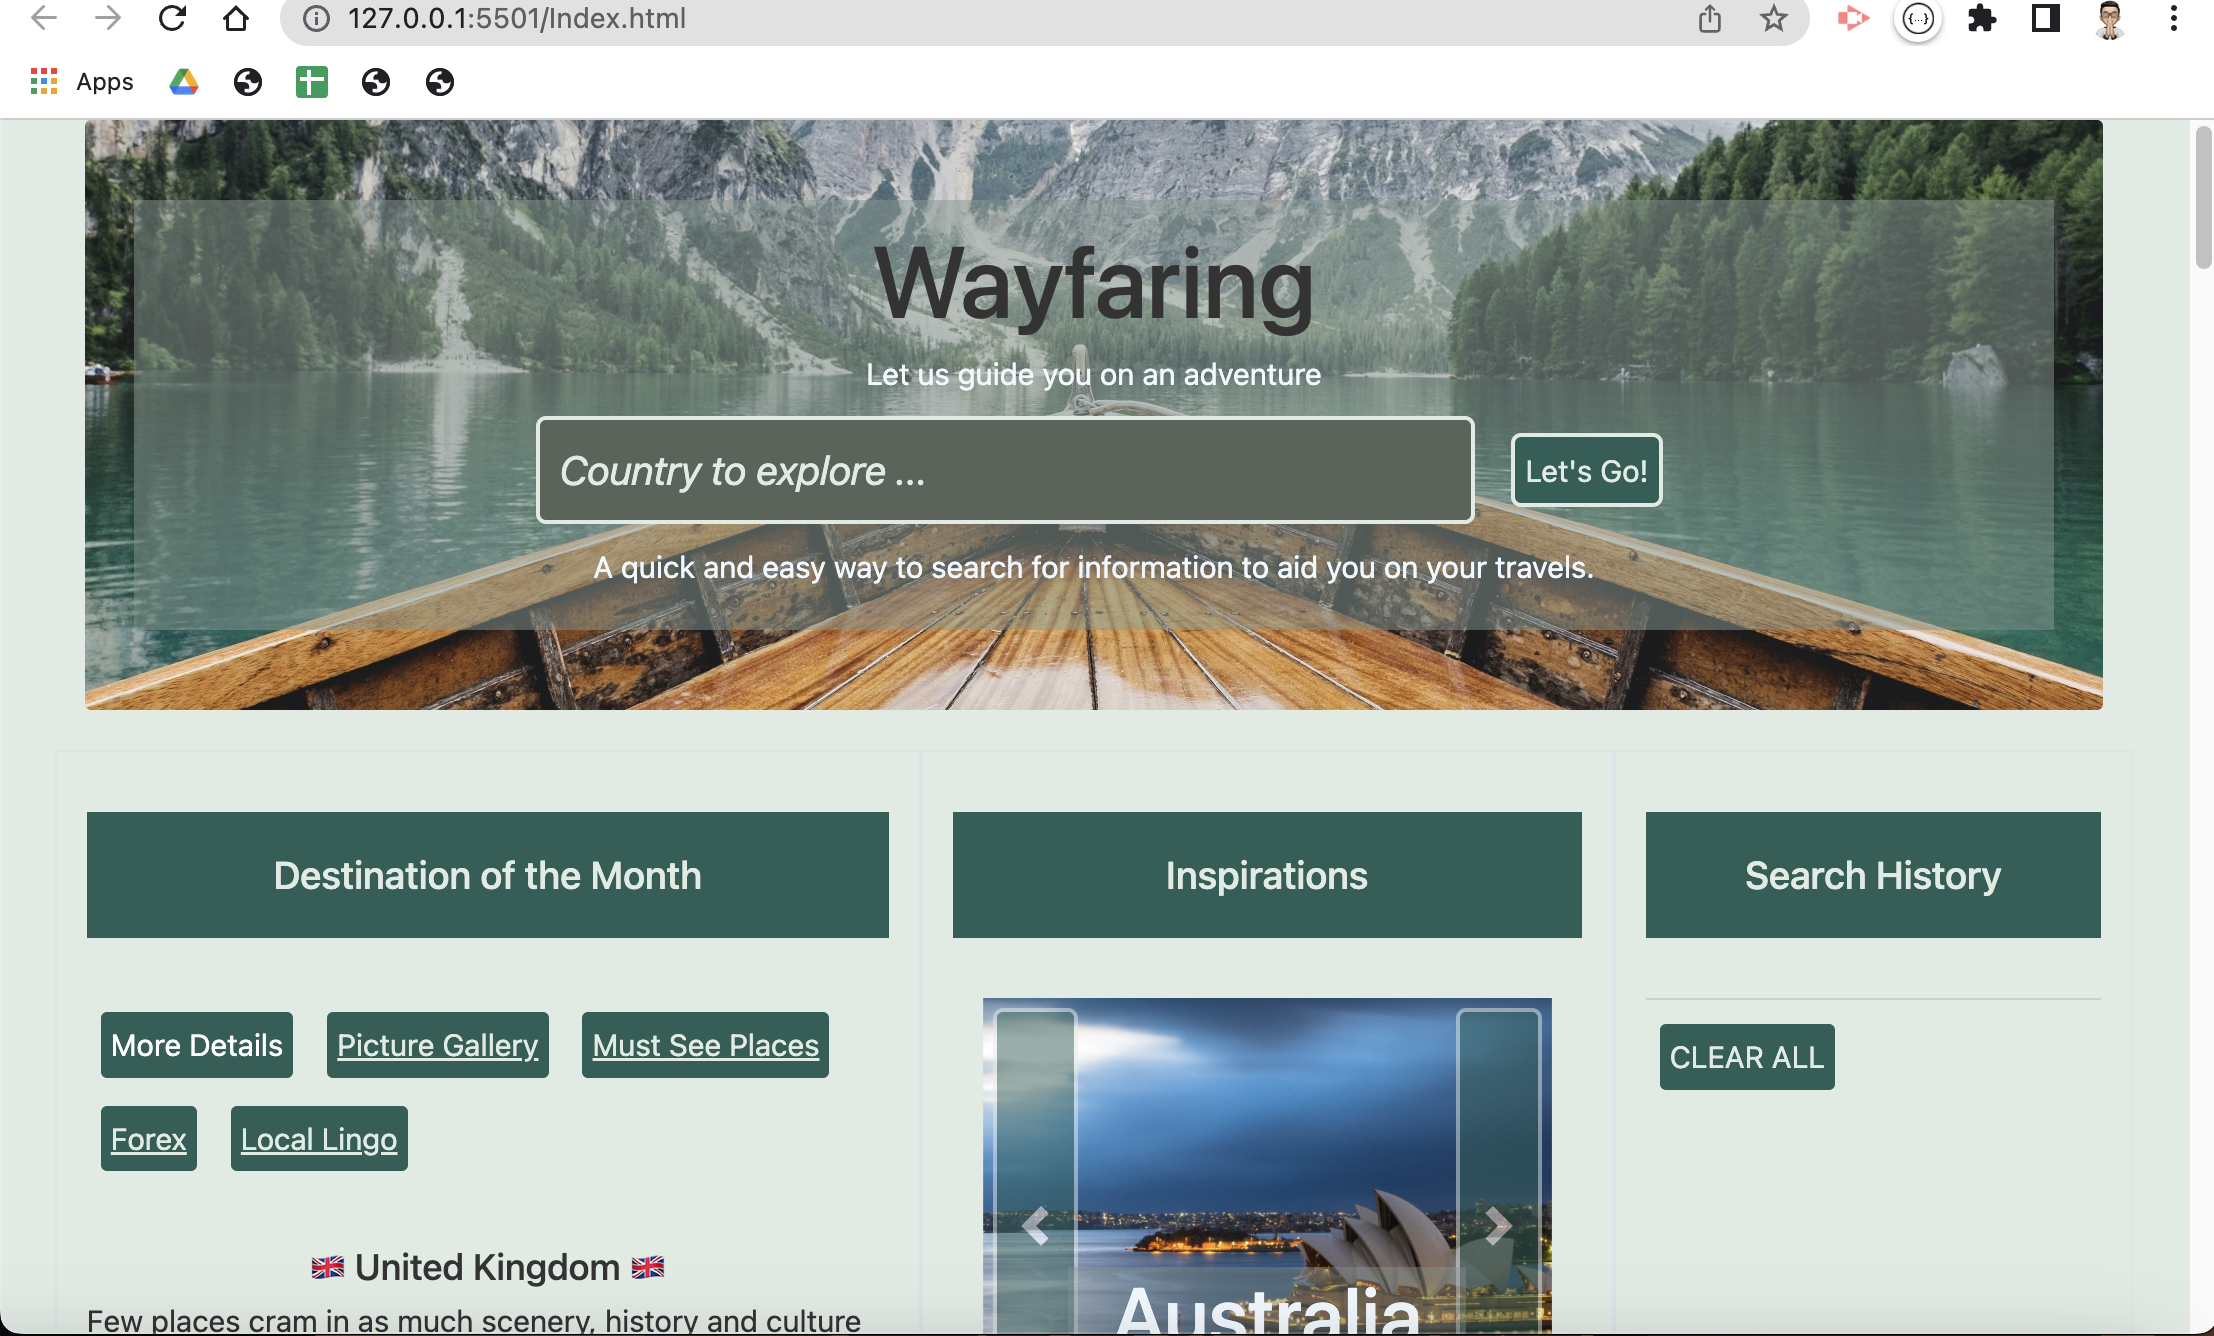 127.0.0.1:5501/Index.html
Apps
Wayfaring
Let us guide you on an adventure
Country to explore ...
Let's Go!
A quick and easy way to search for information to aid you on your travels.
Destination of the Month
Inspirations
Search History
More Details
Picture Gallery
Must See Places
CLEAR ALL
Forex
Local Lingo
🇬🇧 United Kingdom 🇬🇧
Few places cram in as much scenery, history and culture
Australia